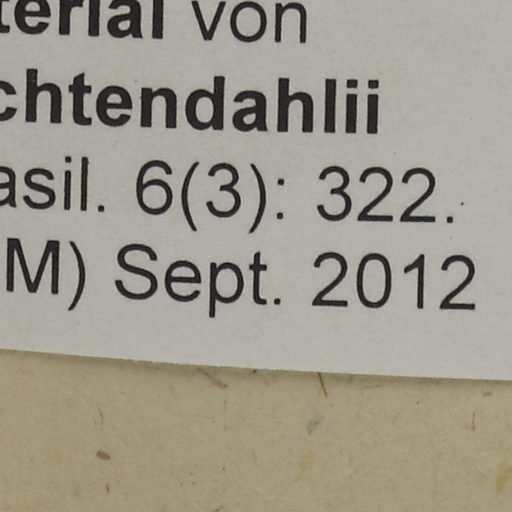 terial von
chtendahlii
asil. 6(3): 322.
M) Sept. 2012